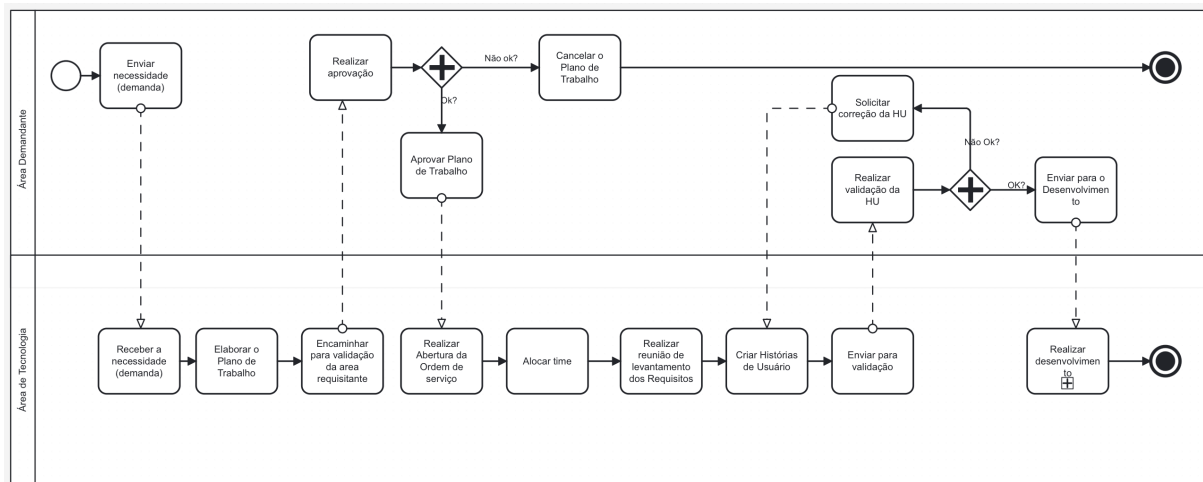 Área Demandante
Enviar
necessidade
(demanda)
Realizar
aprovação
Não ok?
Ok?
Cancelar o
Plano de
Trabalho
Aprovar Plano
de Trabalho
Solicitar
correção da HU
Não Ok?
Realizar
validação da
HU
OK?
Enviar para o
Desenvolvimen
to
Área de Tecnologia
Receber a
necessidade
(demanda)
Elaborar o
Plano de
Trabalho
Encaminhar
para validação
da area
requisitante
Realizar
Abertura da
Ordem de
serviço
Alocar time
Realizar
reunião de
levantamento
dos Requisitos
Criar Histórias
de Usuário
Enviar para
validação
Realizar
desenvolvimen
to